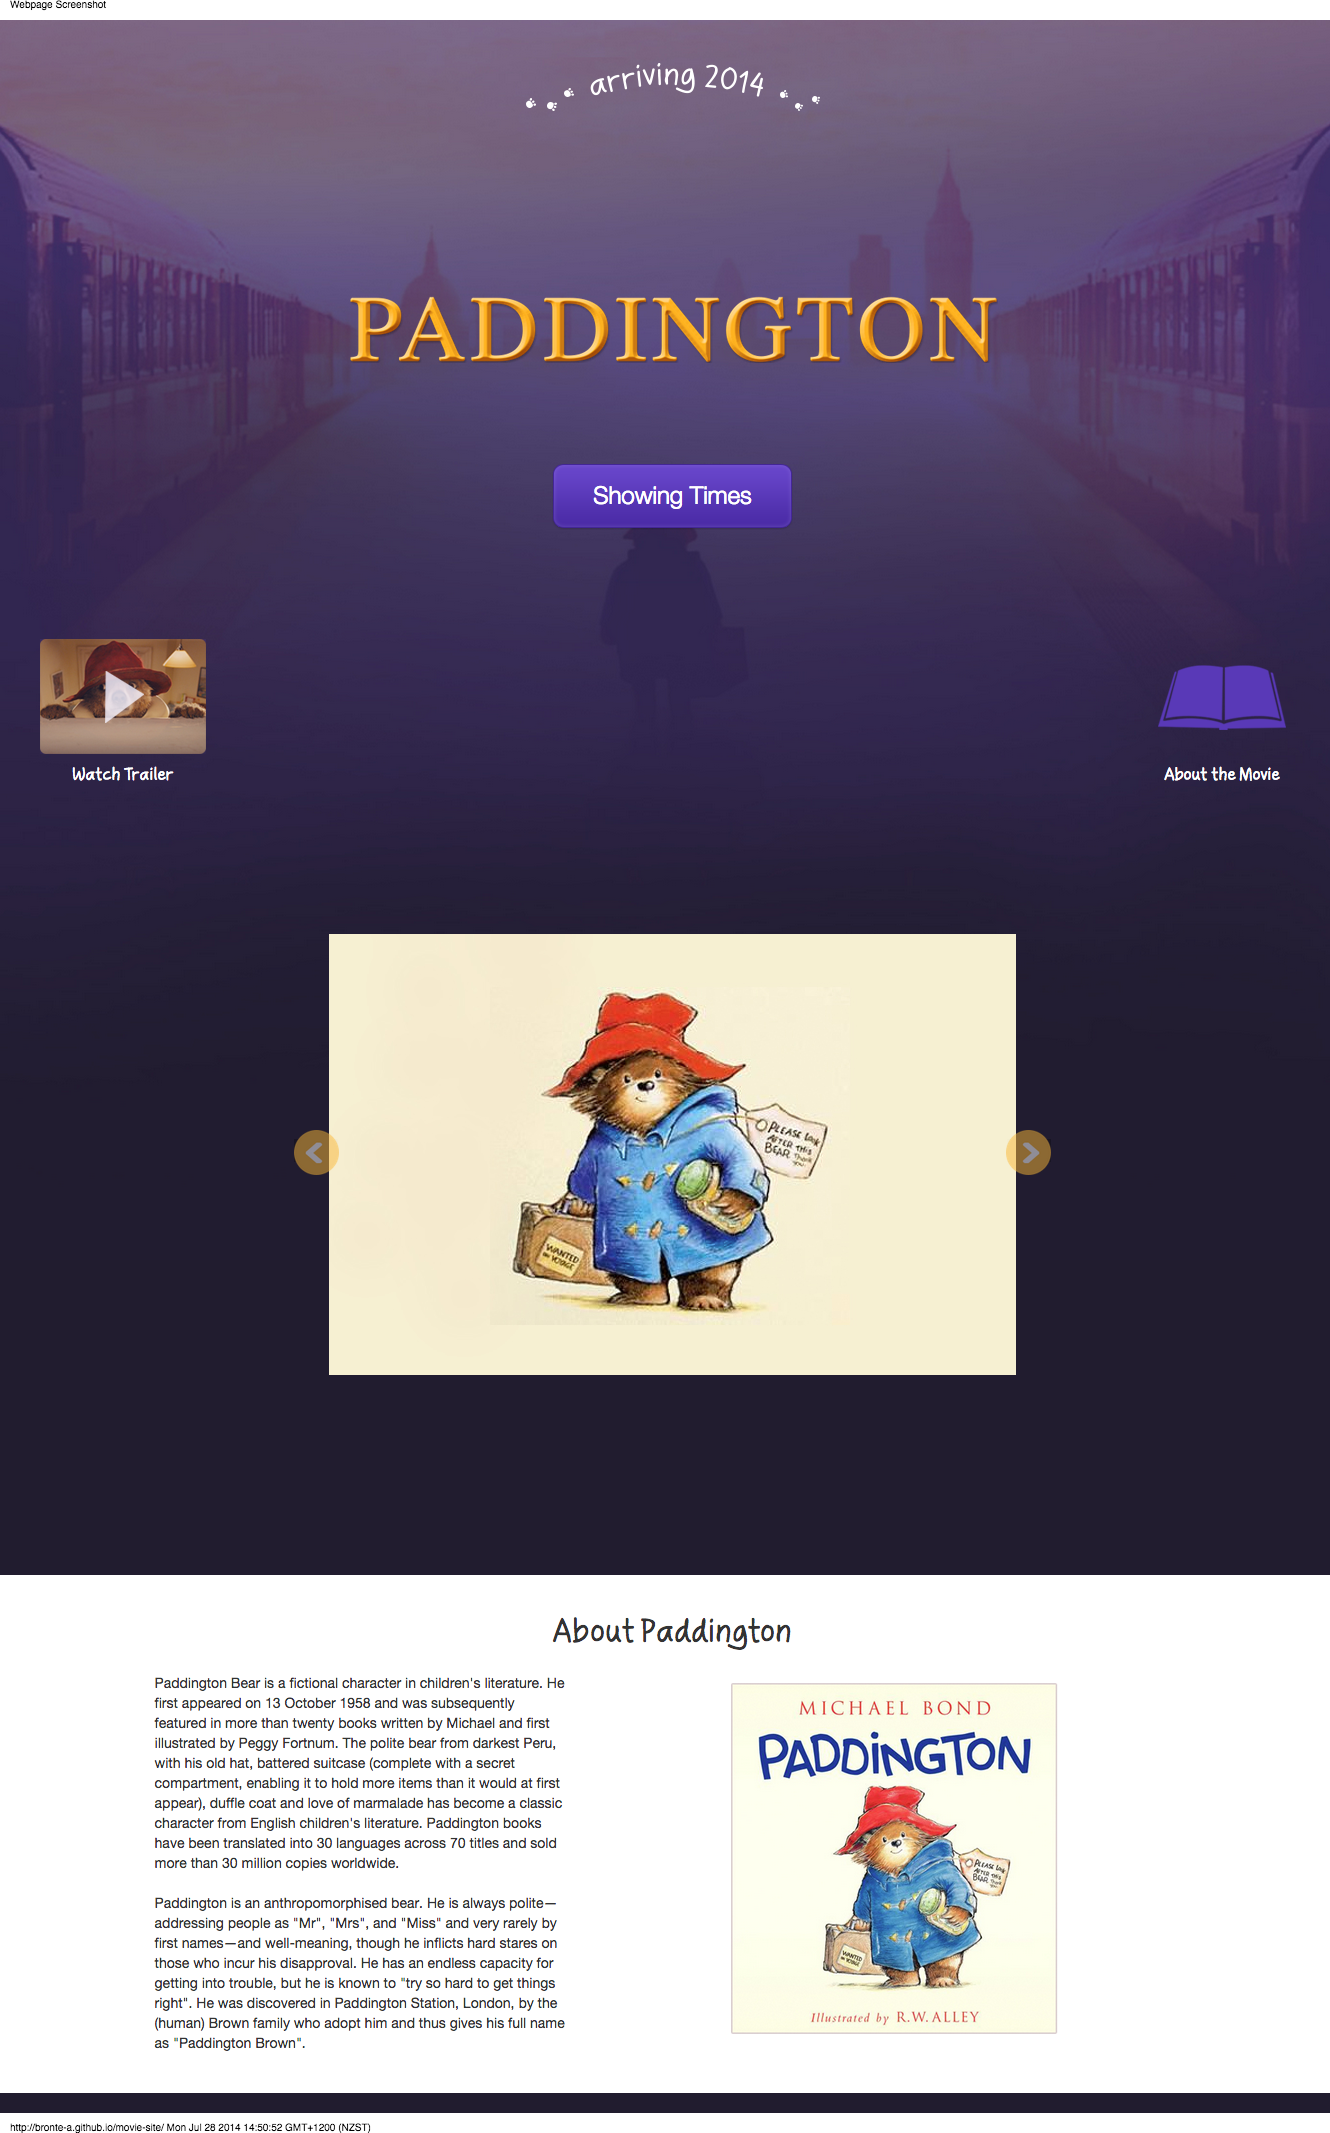 Webpage Screenshot
arriving 2014
PADDINGTON
Showing Times
Watch Trailer
About the Movie
PLEASE LOOK
AFTER THIS
BEAR Thank
YOU.
WANTED
ON VOYAGE
About Paddington
Paddington Bear is a fictional character in children's literature. He
first appeared on 13 October 1958 and was subsequently
featured in more than twenty books written by Michael and first
illustrated by Peggy Fortnum. The polite bear from darkest Peru,
with his old hat, battered suitcase (complete with a secret
compartment, enabling it to hold more items than it would at first
appear), duffle coat and love of marmalade has become a classic
character from English children's literature. Paddington books
have been translated into 30 languages across 70 titles and sold
more than 30 million copies worldwide.
Paddington is an anthropomorphised bear. He is always polite—
addressing people as "Mr", "Mrs", and "Miss" and very rarely by
first names—and well-meaning, though he inflicts hard stares on
those who incur his disapproval. He has an endless capacity for
getting into trouble, but he is known to "try so hard to get things
right". He was discovered in Paddington Station, London, by the
(human) Brown family who adopt him and thus gives his full name
as "Paddington Brown".
MICHAEL BOND
PADDiNGTON
PLEASE LOOK
AFTER THIS
BEAR Thank
YOU.
WANTED
ON VOYAGE
Illustrated by R.W. ALLEY
http://bronte-a.github.io/movie-site/ Mon Jul 28 2014 14:50:52 GMT+1200 (NZST)